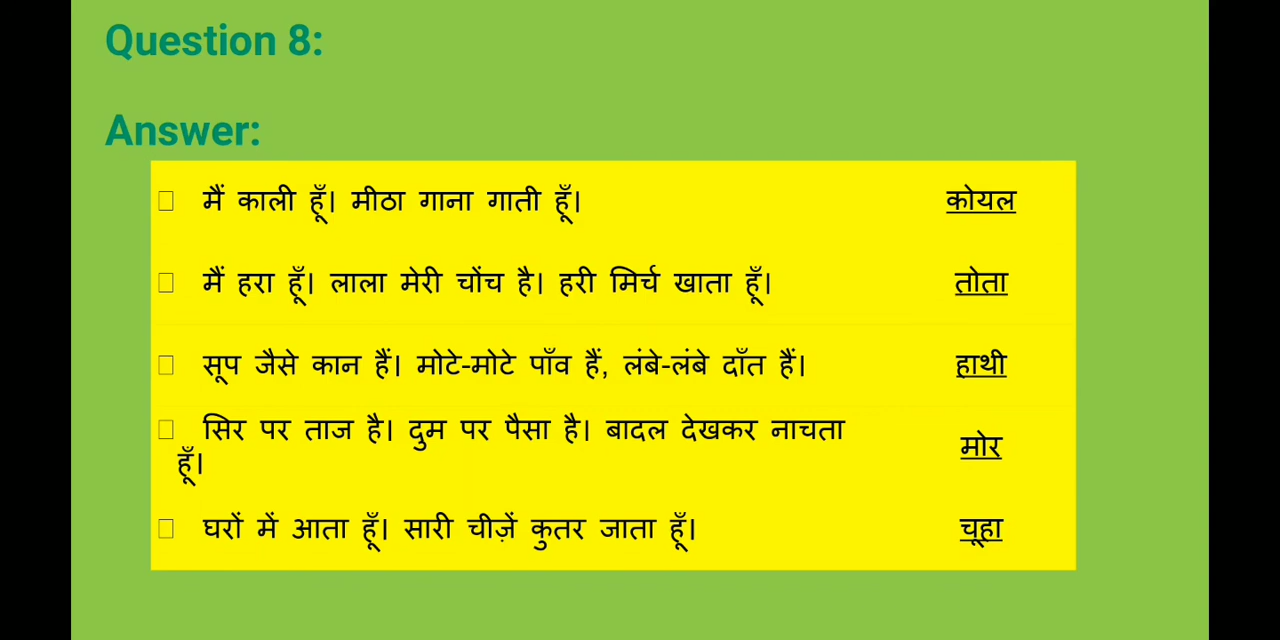 Question 8:
Answer:
मैं काली हूँ। मीठा गाना गाती हूँ। कोयल
मैं हरा हूँ। लाला मेरी चोंच है। हरी मिर्च खाता हूँ। तोता
सूप जैसे कान हैं। मोटे-मोटे पाँव हैं, लंबे-लंबे दाँत हैं। हाथी
सिर पर ताज है। दुम पर पैसा है। बादल देखकर नाचता
हूँ। मोर
घरों में आता हूँ। सारी चीज़ें कुतर जाता हूँ। चूहा